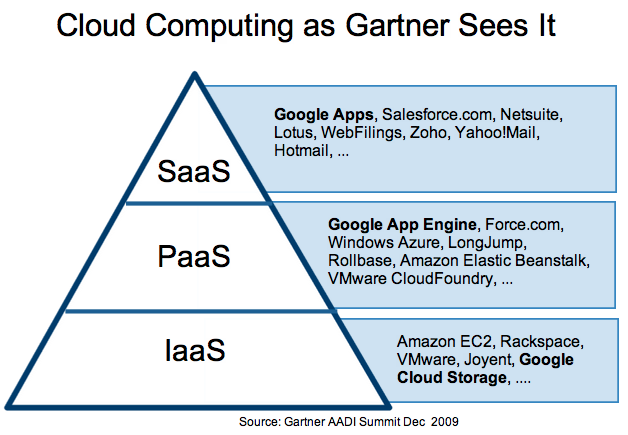 Cloud Computing as Gartner Sees It
SaaS
Google Apps, Salesforce.com, Netsuite,
Lotus, WebFilings, Zoho, Yahoo!Mail,
Hotmail, ...
PaaS
Google App Engine, Force.com,
Windows Azure, LongJump,
Rollbase, Amazon Elastic Beanstalk,
VMware CloudFoundry, ...
IaaS
Amazon EC2, Rackspace,
VMware, Joyent, Google
Cloud Storage, ....
Source: Gartner AADI Summit Dec 2009